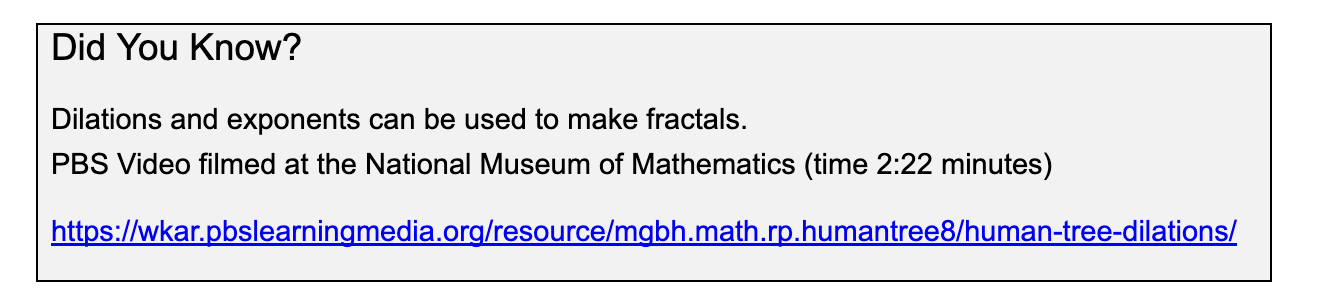 Did You Know?
Dilations and exponents can be used to make fractals.
PBS Video filmed at the National Museum of Mathematics (time 2:22 minutes)
https://wkar.pbslearningmedia.org/resource/mgbh.math.rp.humantree8/human-tree-dilations/